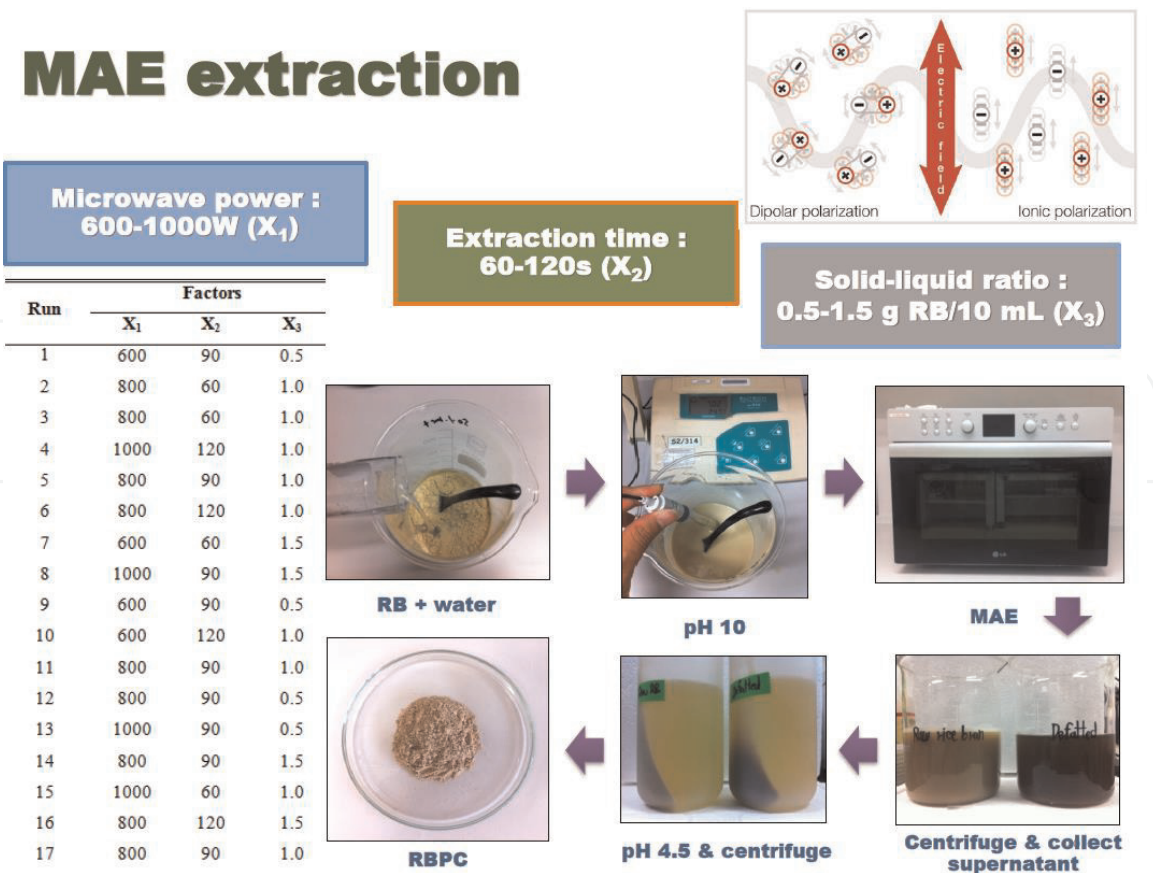 MAE extraction
Electric field
Dipolar polarization
Ionic polarization
Microwave power :
600-1000W (X₁)
Extraction time :
60-120s (X₂)
Solid-liquid ratio :
0.5-1.5 g RB/10 mL (X₃)
Run Factors
X₁ X₂ X₃
1 600 90 0.5
2 800 60 1.0
3 800 60 1.0
4 1000 120 1.0
5 800 90 1.0
6 800 120 1.0
7 600 60 1.5
8 1000 90 1.5
9 600 90 0.5
10 600 120 1.0
11 800 90 1.0
12 800 90 0.5
13 1000 90 0.5
14 800 90 1.5
15 1000 60 1.0
16 800 120 1.5
17 800 90 1.0
RB + water
S2/314
pH 10
LG
MAE
Raw rice bran
Defatted
Centrifuge & collect
supernatant
defatted
pH 4.5 & centrifuge
RBPC